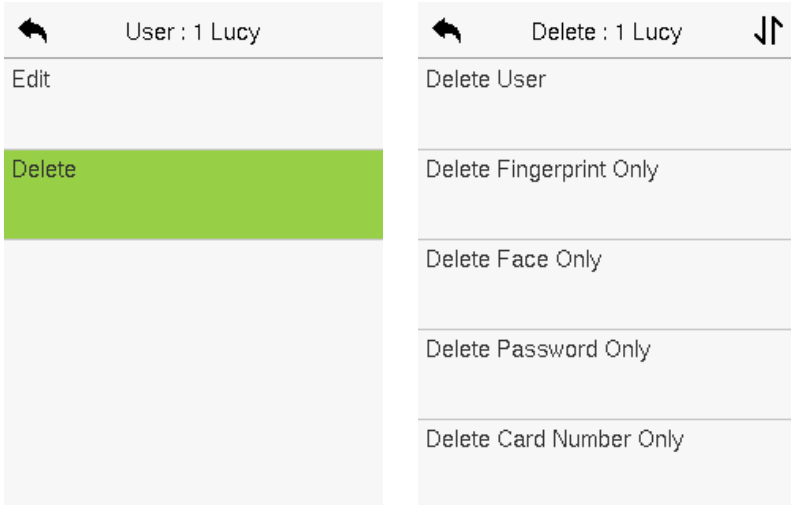 User : 1 Lucy
Edit
Delete
Delete : 1 Lucy
Delete User
Delete Fingerprint Only
Delete Face Only
Delete Password Only
Delete Card Number Only